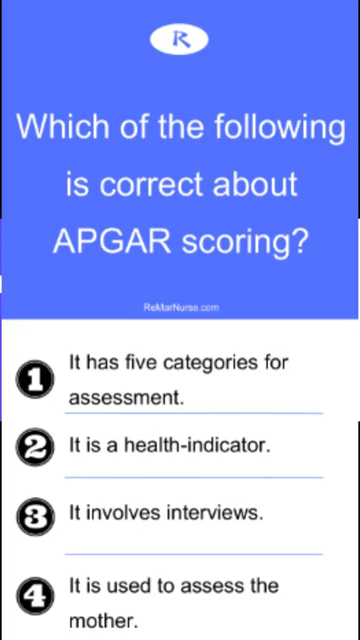 R
Which of the following
is correct about
APGAR scoring?
ReMarNurse.com
1 It has five categories for
assessment.
2 It is a health-indicator.
3 It involves interviews.
4 It is used to assess the
mother.